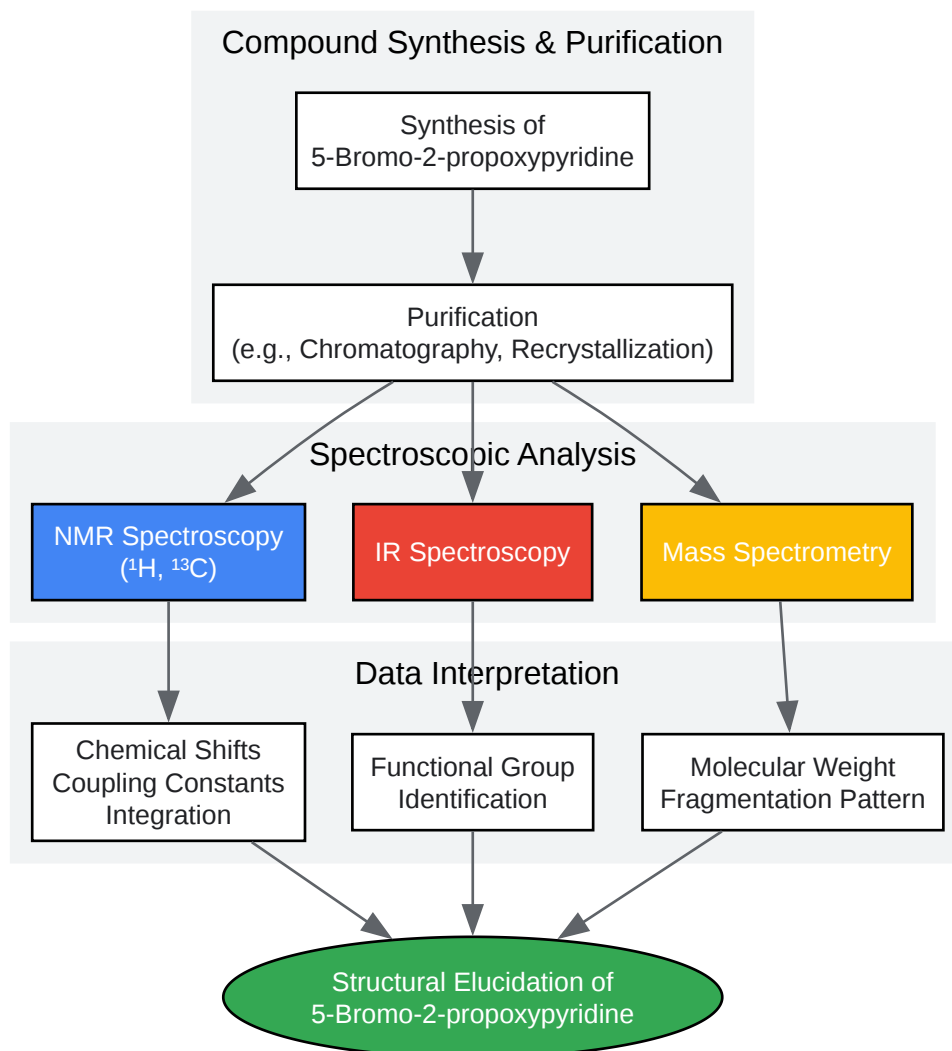 Compound Synthesis & Purification
Synthesis of
5-Bromo-2-propoxypyridine
Purification
(e.g., Chromatography, Recrystallization)
Spectroscopic Analysis
NMR Spectroscopy
(¹H, ¹³C)
IR Spectroscopy
Mass Spectrometry
Data Interpretation
Chemical Shifts
Coupling Constants
Integration
Functional Group
Identification
Molecular Weight
Fragmentation Pattern
Structural Elucidation of
5-Bromo-2-propoxypyridine